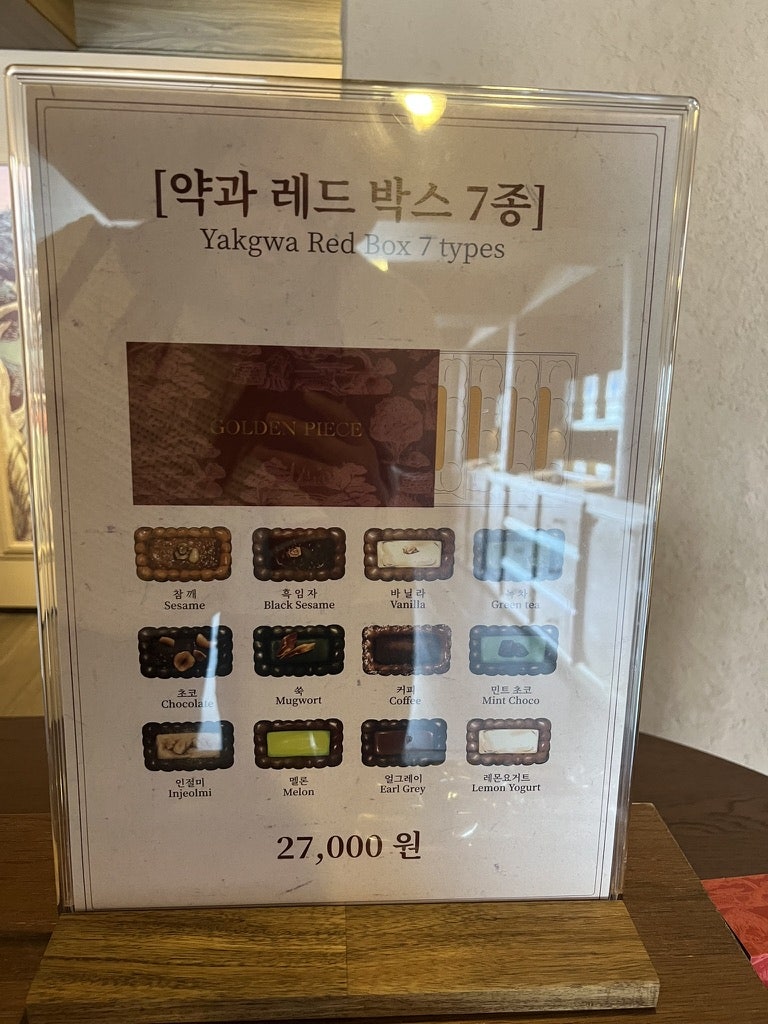 [약과 레드 박스 7종]
Yakgwa Red Box 7 types
GOLDEN PIECE
참깨 흑임자 바닐라 녹차
Sesame Black Sesame Vanilla Green tea
초코 쑥 커피 민트 초코
Chocolate Mugwort Coffee Mint Choco
인절미 멜론 얼그레이 레몬요거트
Injeolmi Melon Earl Grey Lemon Yogurt
27,000 원